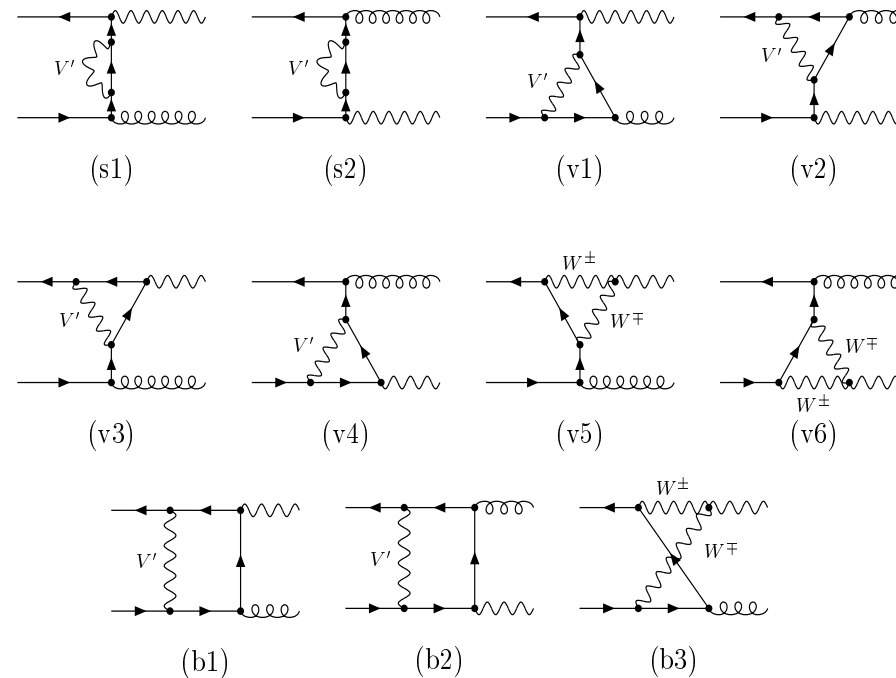 V′ V′ V′ V′
(s1) (s2) (v1) (v2)
V′ V′ W± W∓ W∓ W±
(v3) (v4) (v5) (v6)
V′ V′ W± W∓
(b1) (b2) (b3)